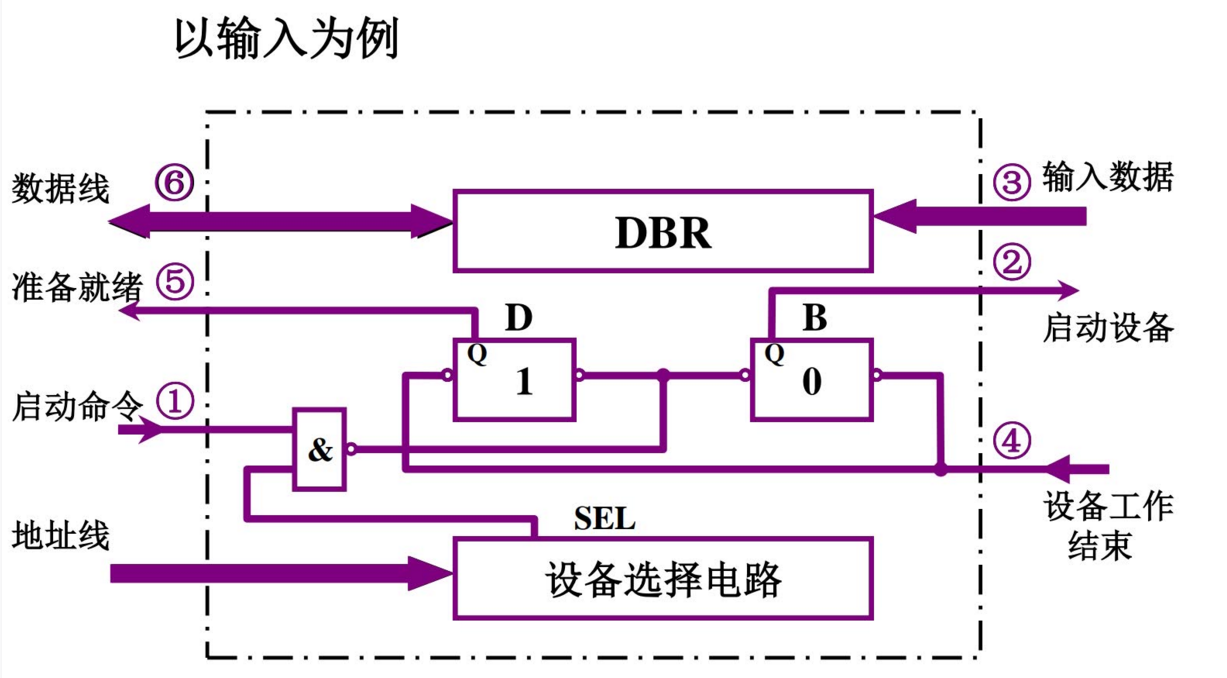 以输入为例
数据线
⑥
DBR
③
输入数据
②
准备就绪
⑤
D
B
启动设备
Q
1
Q
0
启动命令
①
&
④
SEL
设备工作
结束
地址线
设备选择电路